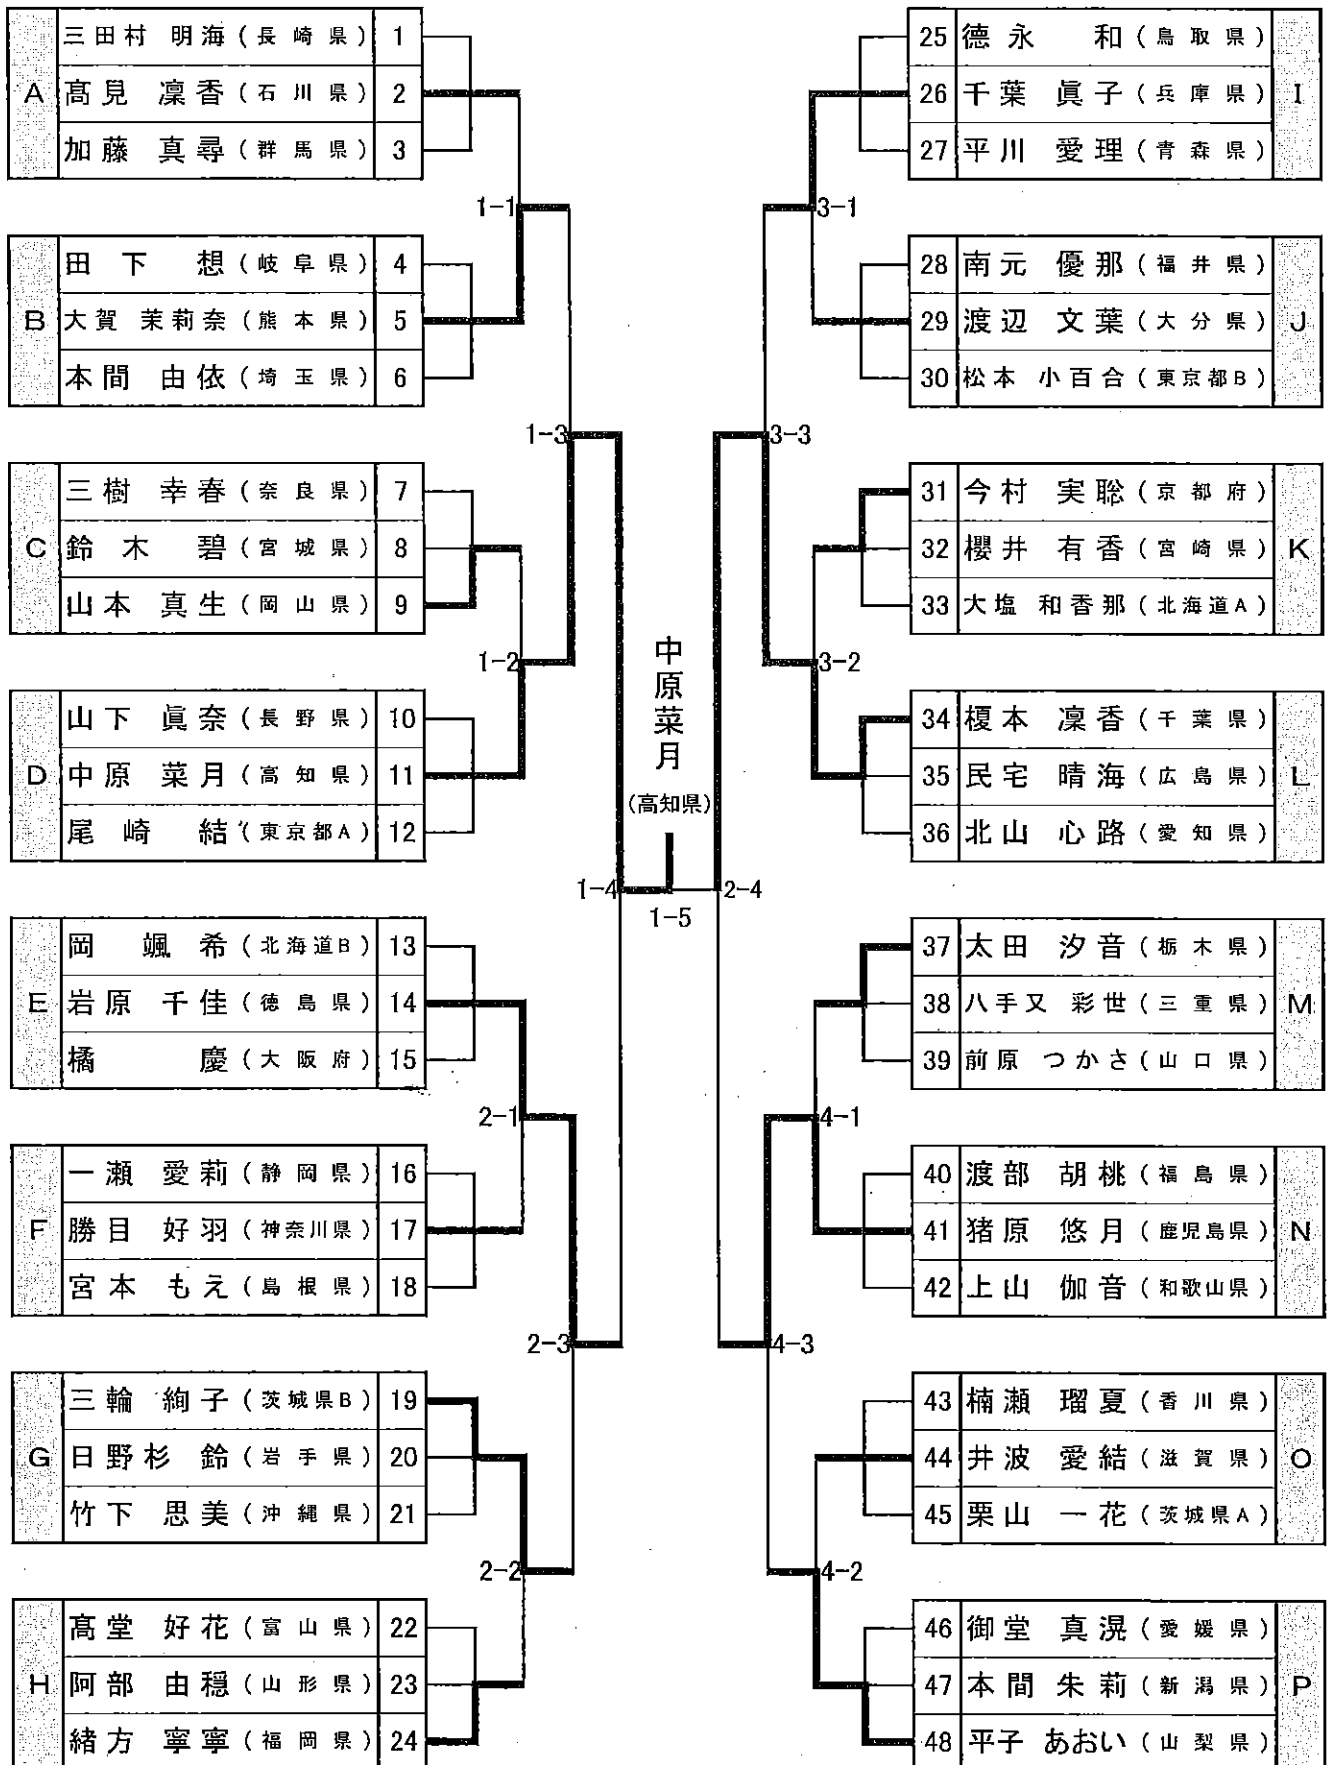 A
三田村 明海 (長崎県) 1
髙見 凜香 (石川県) 2
加藤 真尋 (群馬県) 3
1-1
B
田下 想 (岐阜県) 4
大賀 茉莉奈 (熊本県) 5
本間 由依 (埼玉県) 6
1-3
C
三樹 幸春 (奈良県) 7
鈴木 碧 (宮城県) 8
山本 真生 (岡山県) 9
1-2
D
山下 眞奈 (長野県) 10
中原 菜月 (高知県) 11
尾崎 結 (東京都A) 12
1-4
E
岡 颯希 (北海道B) 13
岩原 千佳 (徳島県) 14
橘 慶 (大阪府) 15
2-1
F
一瀬 愛莉 (静岡県) 16
勝目 好羽 (神奈川県) 17
宮本 もえ (島根県) 18
2-3
G
三輪 絢子 (茨城県B) 19
日野杉 鈴 (岩手県) 20
竹下 思美 (沖縄県) 21
2-2
H
髙堂 好花 (富山県) 22
阿部 由穏 (山形県) 23
緒方 寧寧 (福岡県) 24
中原菜月
(高知県)
1-5
25 德永 和 (鳥取県)
26 千葉 眞子 (兵庫県)
27 平川 愛理 (青森県)
I
3-1
28 南元 優那 (福井県)
29 渡辺 文葉 (大分県)
30 松本 小百合 (東京都B)
J
3-3
31 今村 実聡 (京都府)
32 櫻井 有香 (宮崎県)
33 大塩 和香那 (北海道A)
K
3-2
34 榎本 凜香 (千葉県)
35 民宅 晴海 (広島県)
36 北山 心路 (愛知県)
L
2-4
37 太田 汐音 (栃木県)
38 八手又 彩世 (三重県)
39 前原 つかさ (山口県)
M
4-1
40 渡部 胡桃 (福島県)
41 猪原 悠月 (鹿児島県)
42 上山 伽音 (和歌山県)
N
4-3
43 楠瀬 瑠夏 (香川県)
44 井波 愛結 (滋賀県)
45 栗山 一花 (茨城県A)
O
4-2
46 御堂 真滉 (愛媛県)
47 本間 朱莉 (新潟県)
48 平子 あおい (山梨県)
P